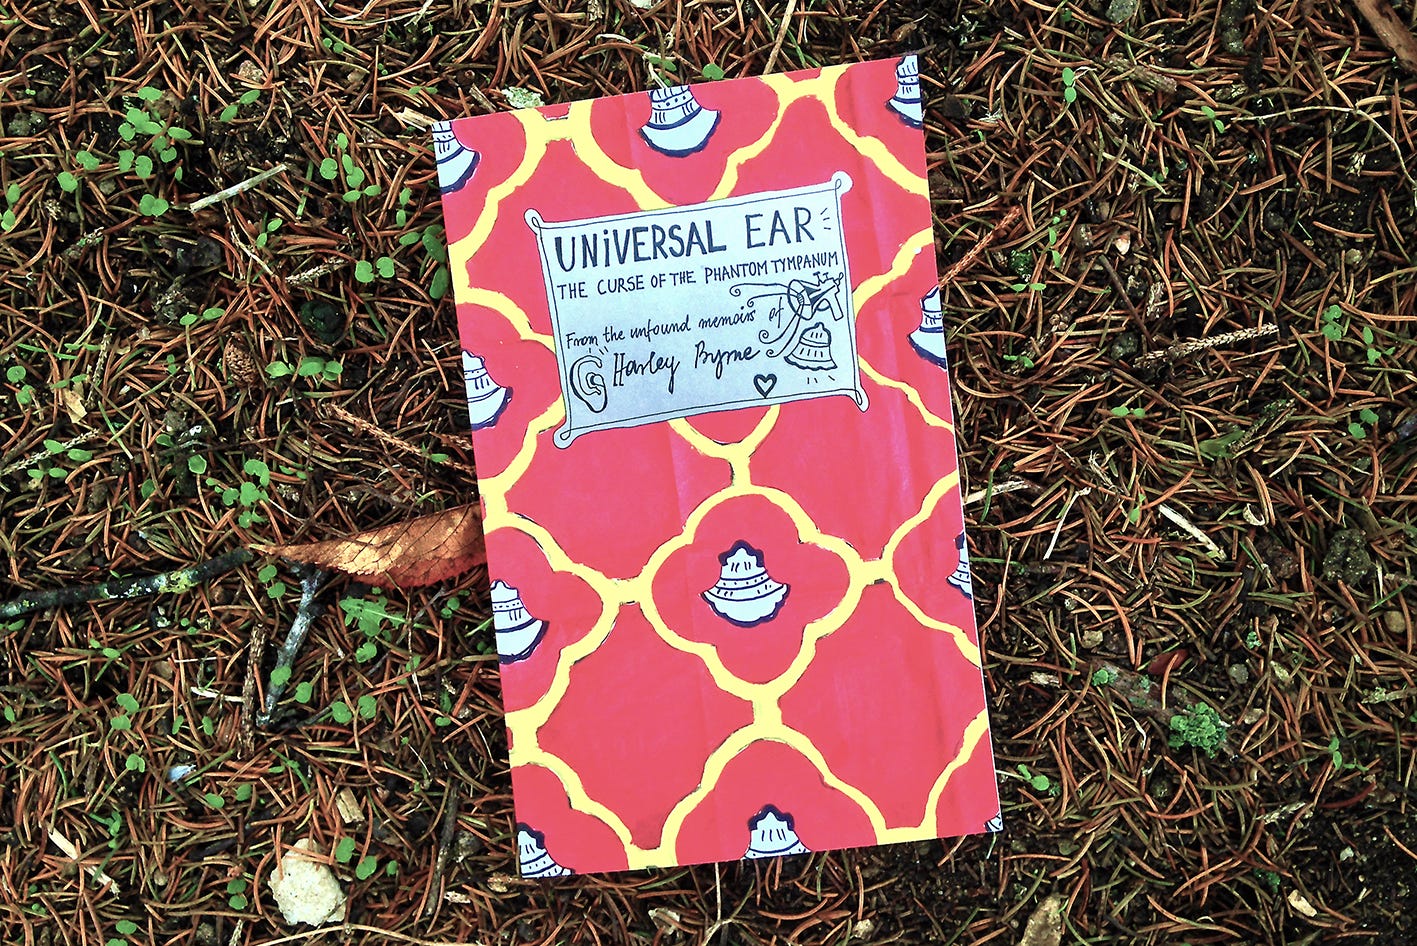 UNiVERSAL EAR
THE CURSE OF THE PHANTOM TYMPANUM
From the unfound memoirs of
Harley Byrne